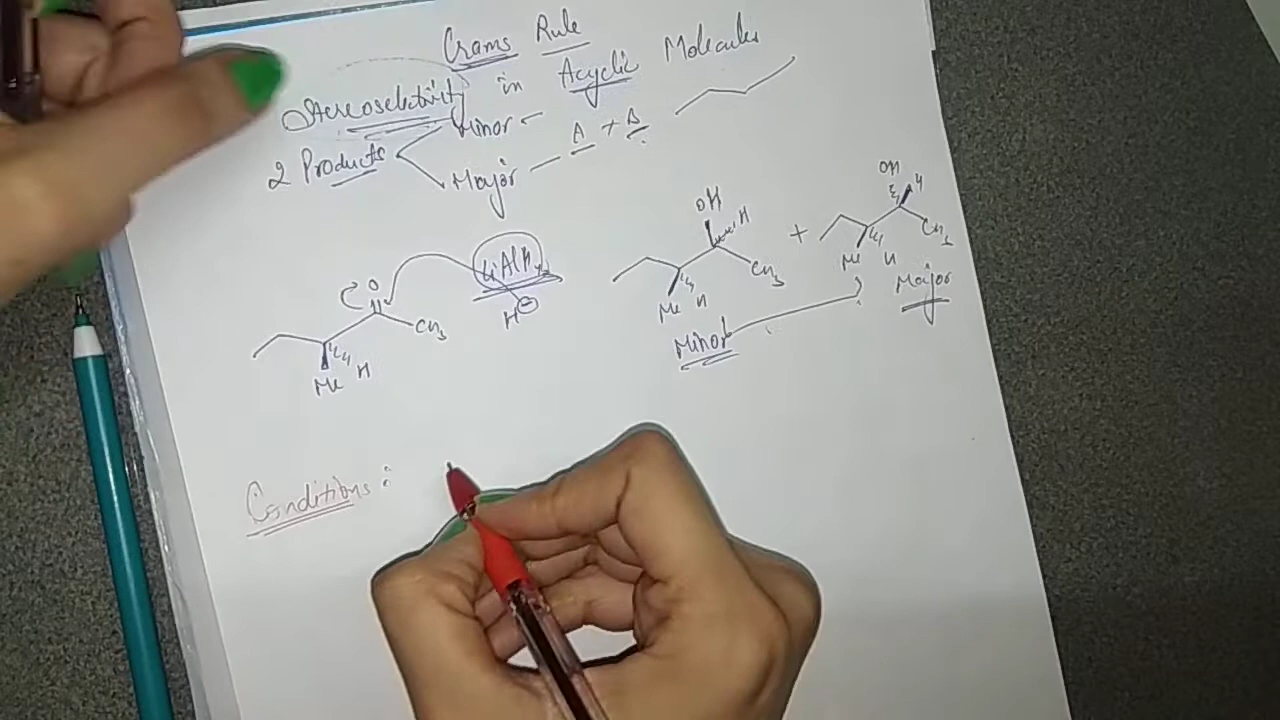 Crams Rule
Stereoselectivity in Acyclic Molecules
2 Products
Minor
Major
A + B
O
CH3
Me H
LiAlH4
H⊖
OH
H
CH3
Me H
Minor
+
OH
H
CH3
Me H
Major
Conditions :